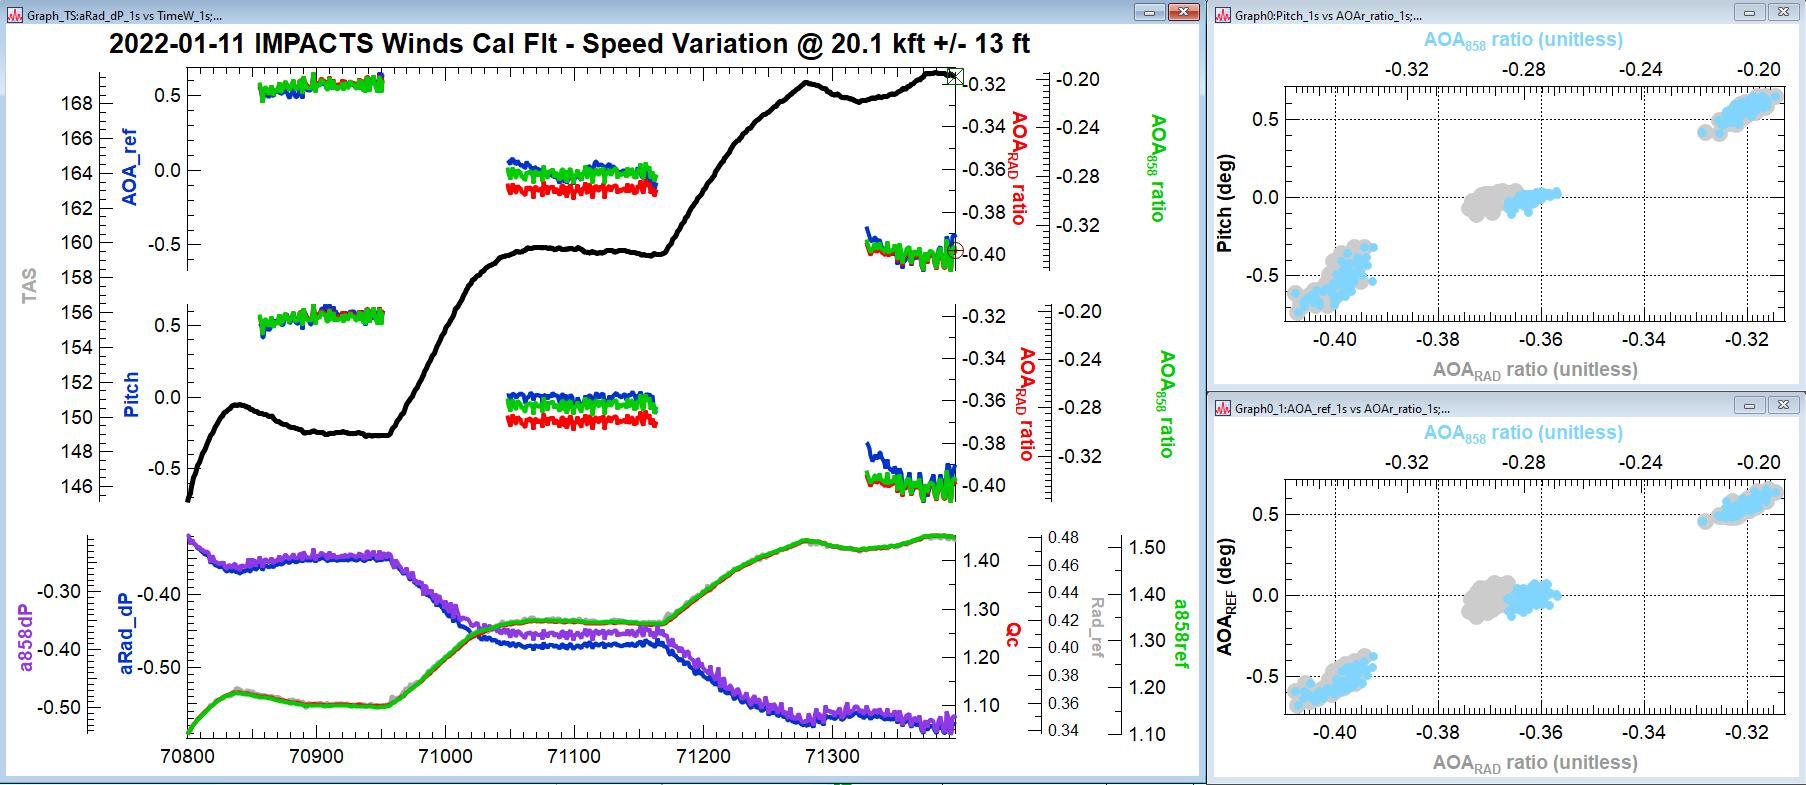 Graph_TS:aRad_dP_1s vs TimeW_1s;...
2022-01-11 IMPACTS Winds Cal Flt - Speed Variation @ 20.1 kft +/- 13 ft
TAS
168
166
164
162
160
158
156
154
152
150
148
146
AOA_ref
0.5
0.0
-0.5
Pitch
0.5
0.0
-0.5
-0.32
-0.34
-0.36
-0.38
-0.40
AOARAD ratio
-0.20
-0.24
-0.28
-0.32
AOA858 ratio
-0.32
-0.34
-0.36
-0.38
-0.40
AOARAD ratio
-0.20
-0.24
-0.28
-0.32
AOA858 ratio
a858dP
-0.30
-0.40
-0.50
aRad_dP
-0.40
-0.50
1.40
1.30
1.20
1.10
Qc
0.48
0.46
0.44
0.42
0.40
0.38
0.36
0.34
Rad_ref
1.50
1.40
1.30
1.20
1.10
a858ref
70800 70900 71000 71100 71200 71300
Graph0:Pitch_1s vs AOAr_ratio_1s;...
AOA858 ratio (unitless)
-0.32 -0.28 -0.24 -0.20
Pitch (deg)
0.5
0.0
-0.5
-0.40 -0.38 -0.36 -0.34 -0.32
AOARAD ratio (unitless)
Graph0_1:AOA_ref_1s vs AOAr_ratio_1s;...
AOA858 ratio (unitless)
-0.32 -0.28 -0.24 -0.20
AOAREF (deg)
0.5
0.0
-0.5
-0.40 -0.38 -0.36 -0.34 -0.32
AOARAD ratio (unitless)